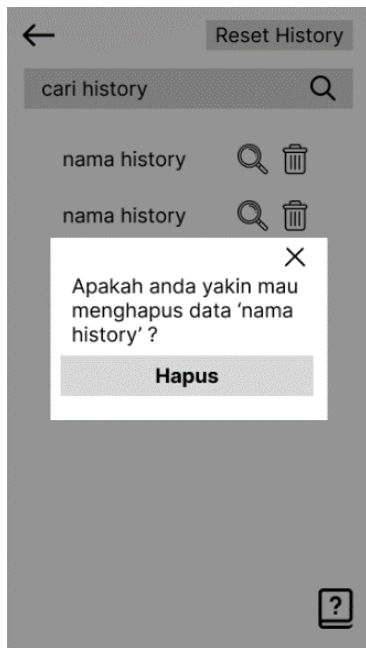 Reset History
cari history
nama history
nama history
Apakah anda yakin mau
menghapus data ‘nama
history’ ?
Hapus
?